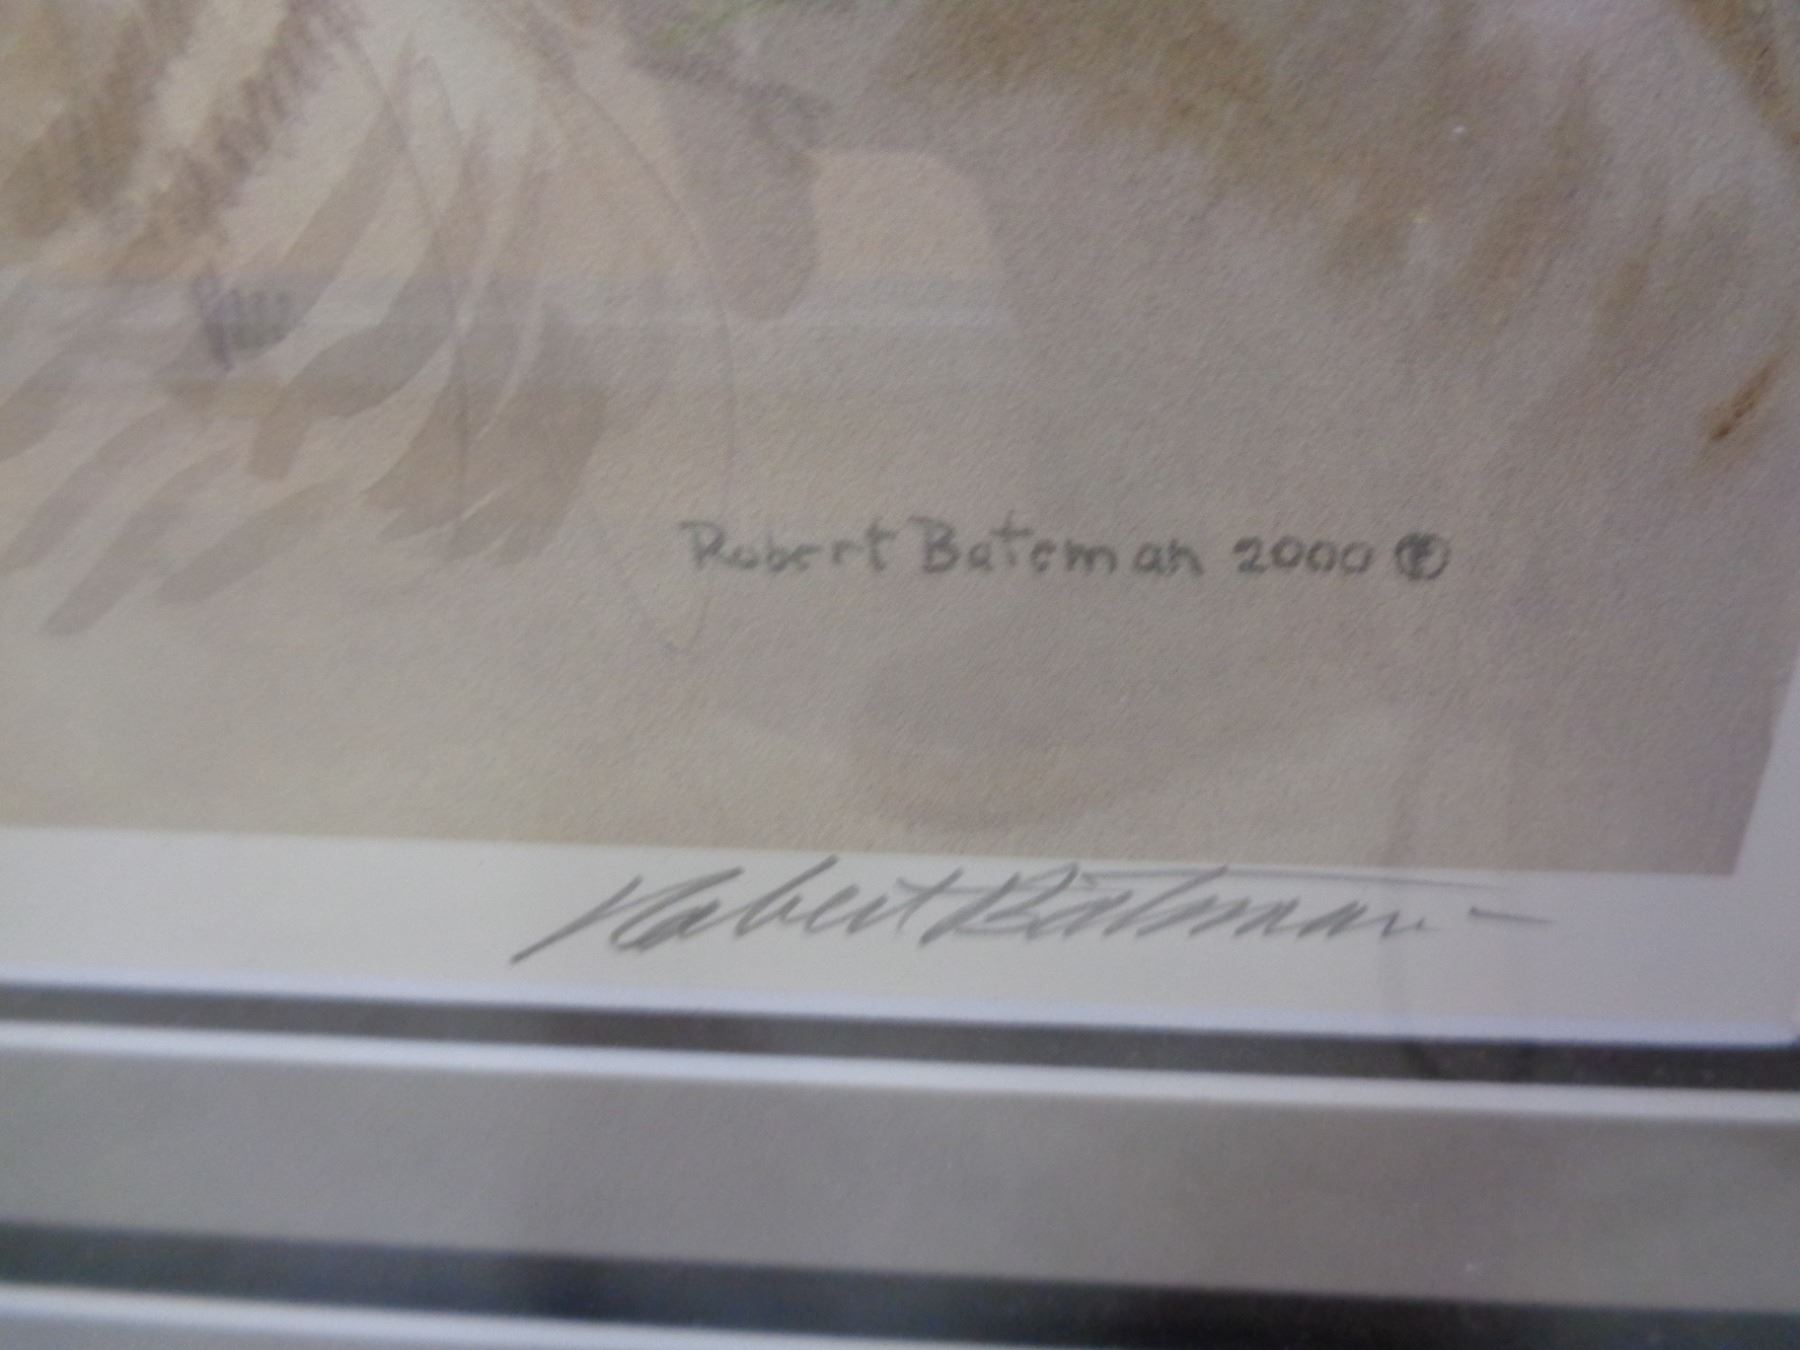 Robert Bateman 2000 Ⓟ
Robert Bateman -